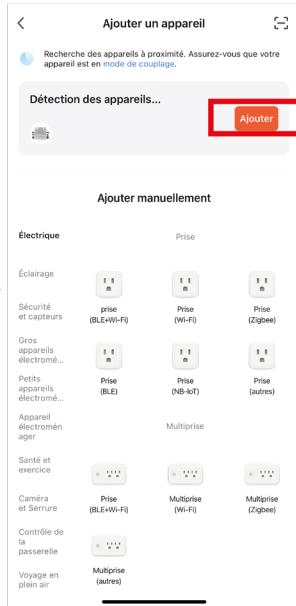 Ajouter un appareil
Recherche des appareils à proximité. Assurez-vous que votre
appareil est en mode de couplage.
Détection des appareils...
Ajouter
Ajouter manuellement
Électrique
Prise
Éclairage
Sécurité
et capteurs
Gros
appareils
électromé...
Petits
appareils
électromé...
Appareil
électromén
ager
Santé et
exercice
Caméra
et Serrure
Contrôle de
la
passerelle
Voyage en
plein air
prise
(BLE+Wi-Fi)
Prise
(Wi-Fi)
Prise
(Zigbee)
Prise
(BLE)
Prise
(NB-IoT)
Prise
(autres)
Multiprise
Prise
(BLE+Wi-Fi)
Multiprise
(Wi-Fi)
Multiprise
(Zigbee)
Multiprise
(autres)